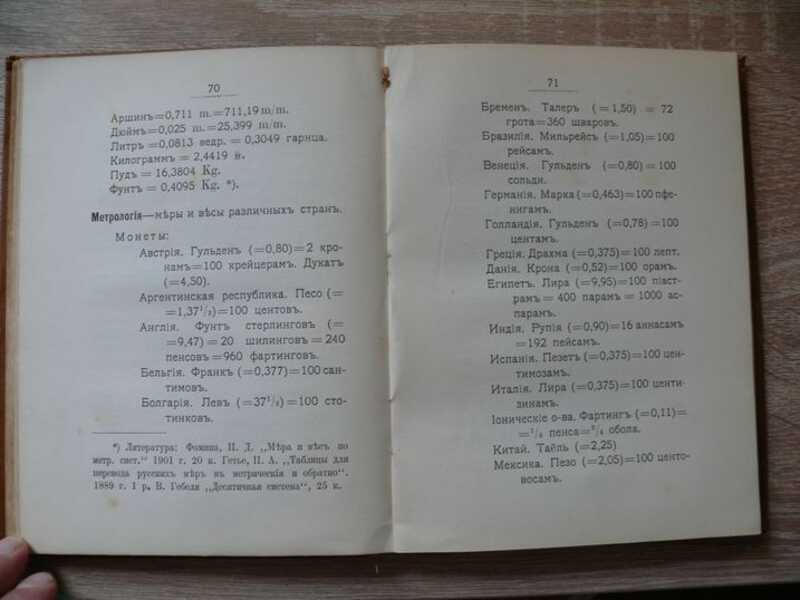 70
Аршинъ=0,711 m.=711,19 m/m.
Дюймъ=0,025 m.=25,399 m/m.
Литръ=0,0813 ведр. = 0,3049 гарнца.
Килограммъ = 2,4419 в.
Пудъ = 16,3804 Kg.
Фунтъ = 0,4095 Kg. *).
Метрологія—мѣры и вѣсы различныхъ стран.
Монеты:
Австрія. Гульденъ (=0,80)=2 кро-
намъ=100 крейцерамъ. Дукатъ
(=4,50).
Аргентинская республика. Песо (=
=1,37¹/₂)=100 центовъ.
Англія. Фунтъ стерлинговъ (=
=9,47) = 20 шилинговъ = 240
пенсовъ=960 фартинговъ.
Бельгія. Франкъ (=0,377)=100 сан-
тимовъ.
Болгарія. Левъ (=37¹/₂)=100 сто-
тинковъ.
*) Литература: Фомина, П. Д. „Мѣра и вѣсъ по
метр. сист.“ 1901 г. 20 к. Гетье, П. А. „Таблицы для
перевода русскихъ мѣръ въ метрическія и обратно“.
1889 г. 1 р. В. Гебеля „Десятичная система“, 25 к.
71
Бременъ. Талеръ (=1,50) = 72
грота=360 шваровъ.
Бразилія. Мильрейсъ (=1,05)=100
рейсамъ.
Венеція. Гульденъ (=0,80)=100
сольди.
Германія. Марка (=0,463)=100 пфе-
нигамъ.
Голландія. Гульденъ (=0,78)=100
центамъ.
Греція. Драхма (=0,375)=100 лепт.
Данія. Крона (=0,52)=100 орамъ.
Египетъ. Лира (=9,95)=100 піаст-
рамъ = 400 парамъ = 1000 ас-
парамъ.
Индія. Рупія (=0,90)=16 аннасамъ
=192 пейсамъ.
Испанія. Пезетъ (=0,375)=100 цен-
тимозамъ.
Италія. Лира (=0,375)=100 центи-
зинамъ.
Іоническіе о-ва. Фартингъ (=0,11)=
пенса= обола.
Китай. Таёль (=2,25)
Мексика. Пезо (=2,05)=100 центо-
восамъ.